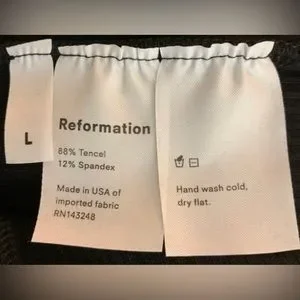 L
Reformation
88% Tencel
12% Spandex
Made in USA of
imported fabric
RN143248
Hand wash cold,
dry flat.